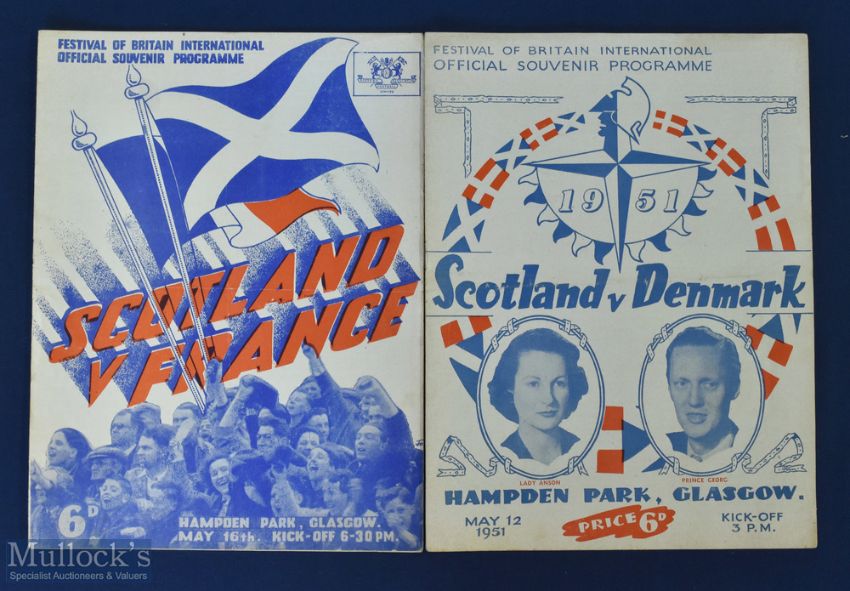 FESTIVAL OF BRITAIN INTERNATIONAL
OFFICIAL SOUVENIR PROGRAMME
SCOTLAND
V FRANCE
6D
HAMPDEN PARK, GLASGOW.
MAY 16th. KICK-OFF 6-30 PM.
FESTIVAL OF BRITAIN INTERNATIONAL
OFFICIAL SOUVENIR PROGRAMME
1951
Scotland v Denmark
LADY ANSON
PRINCE GEORG
HAMPDEN PARK, GLASGOW.
MAY 12
1951
PRICE 6D
KICK-OFF
3 P.M.
Mullock's
Specialist Auctioneers & Valuers